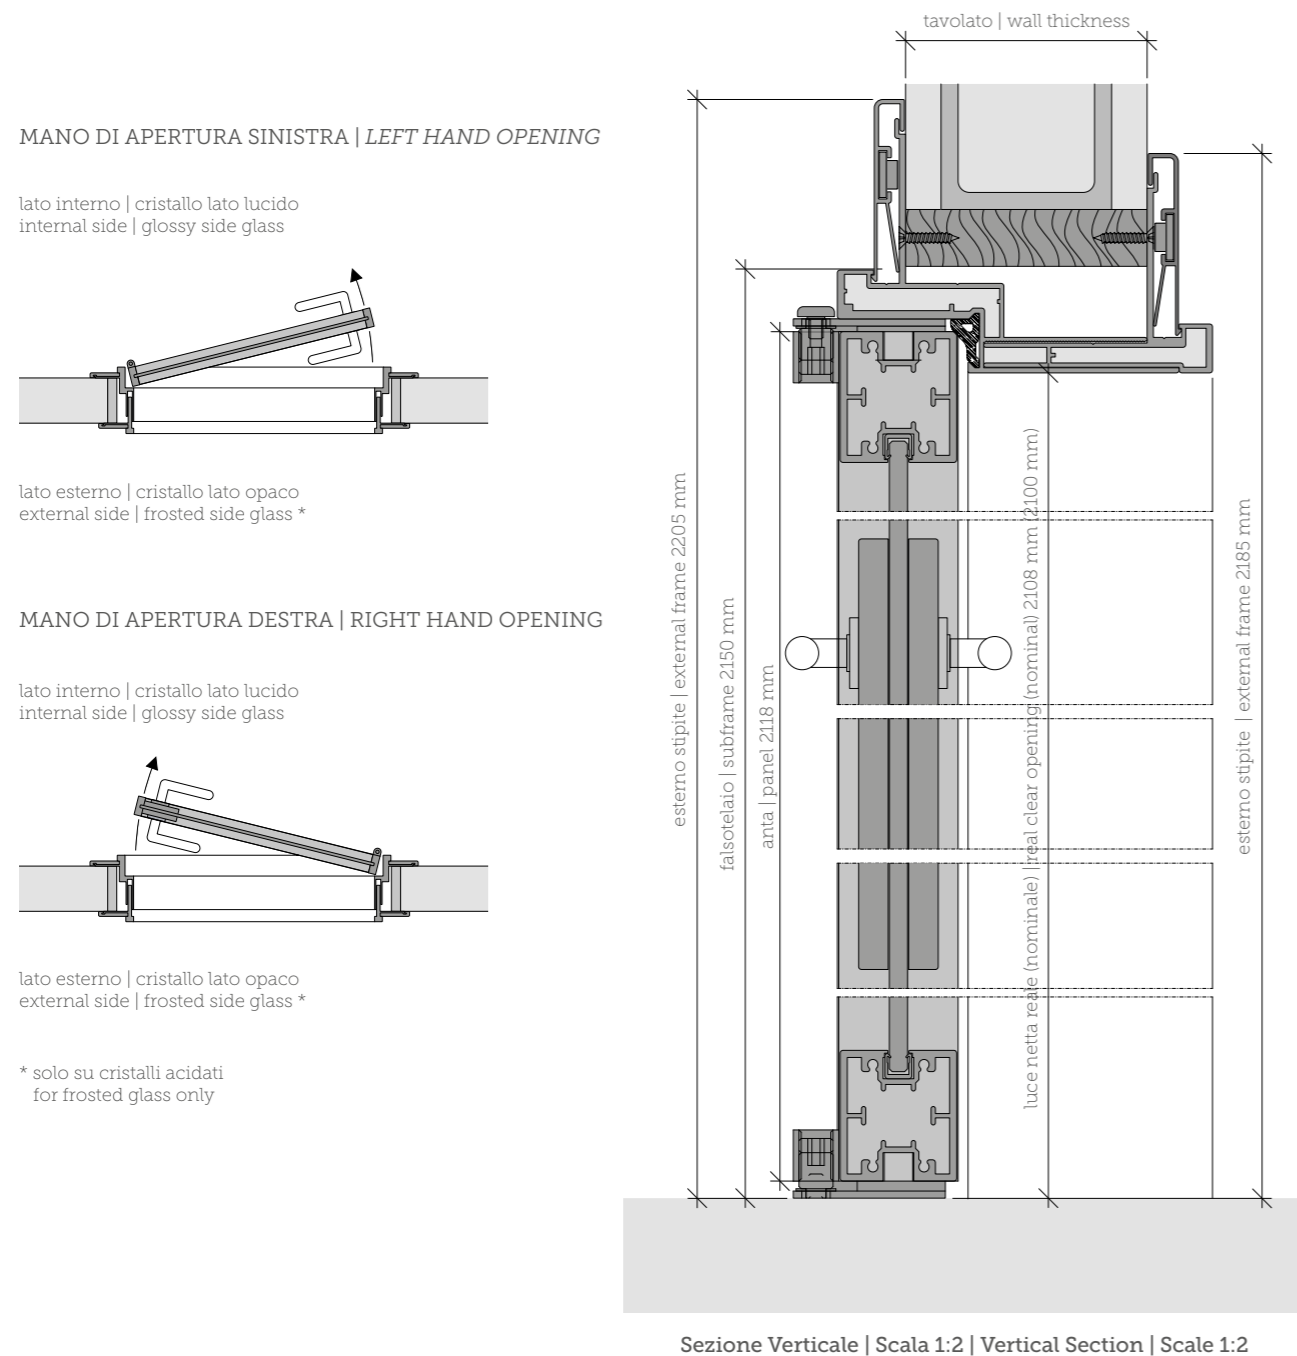 tavolato | wall thickness
MANO DI APERTURA SINISTRA | LEFT HAND OPENING
lato interno | cristallo lato lucido
internal side | glossy side glass
lato esterno | cristallo lato opaco
external side | frosted side glass *
MANO DI APERTURA DESTRA | RIGHT HAND OPENING
lato interno | cristallo lato lucido
internal side | glossy side glass
lato esterno | cristallo lato opaco
external side | frosted side glass *
* solo su cristalli acidati
for frosted glass only
esterno stipite | external frame 2205 mm
falsotelaio | subframe 2150 mm
anta | panel 2118 mm
luce netta reale (nominale) | real clear opening (nominal) 2108 mm (2100 mm)
esterno stipite | external frame 2185 mm
Sezione Verticale | Scala 1:2 | Vertical Section | Scale 1:2